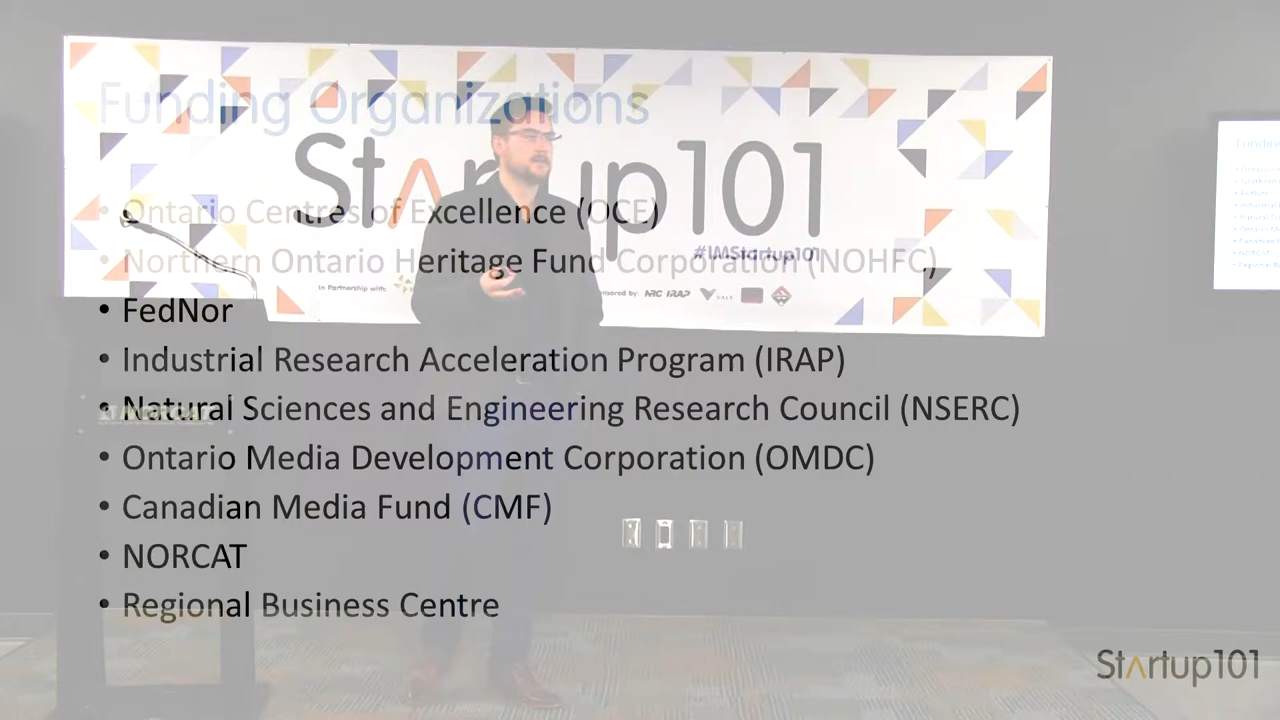 Funding Organizations
Startup101
• Ontario Centres of Excellence (OCE)
#IMStartup101
• Northern Ontario Heritage Fund Corporation (NOHFC)
In Partnership with:
NRC IRAP
VALE
• FedNor
• Industrial Research Acceleration Program (IRAP)
NORCAT
• Natural Sciences and Engineering Research Council (NSERC)
• Ontario Media Development Corporation (OMDC)
• Canadian Media Fund (CMF)
• NORCAT
• Regional Business Centre
Startup101